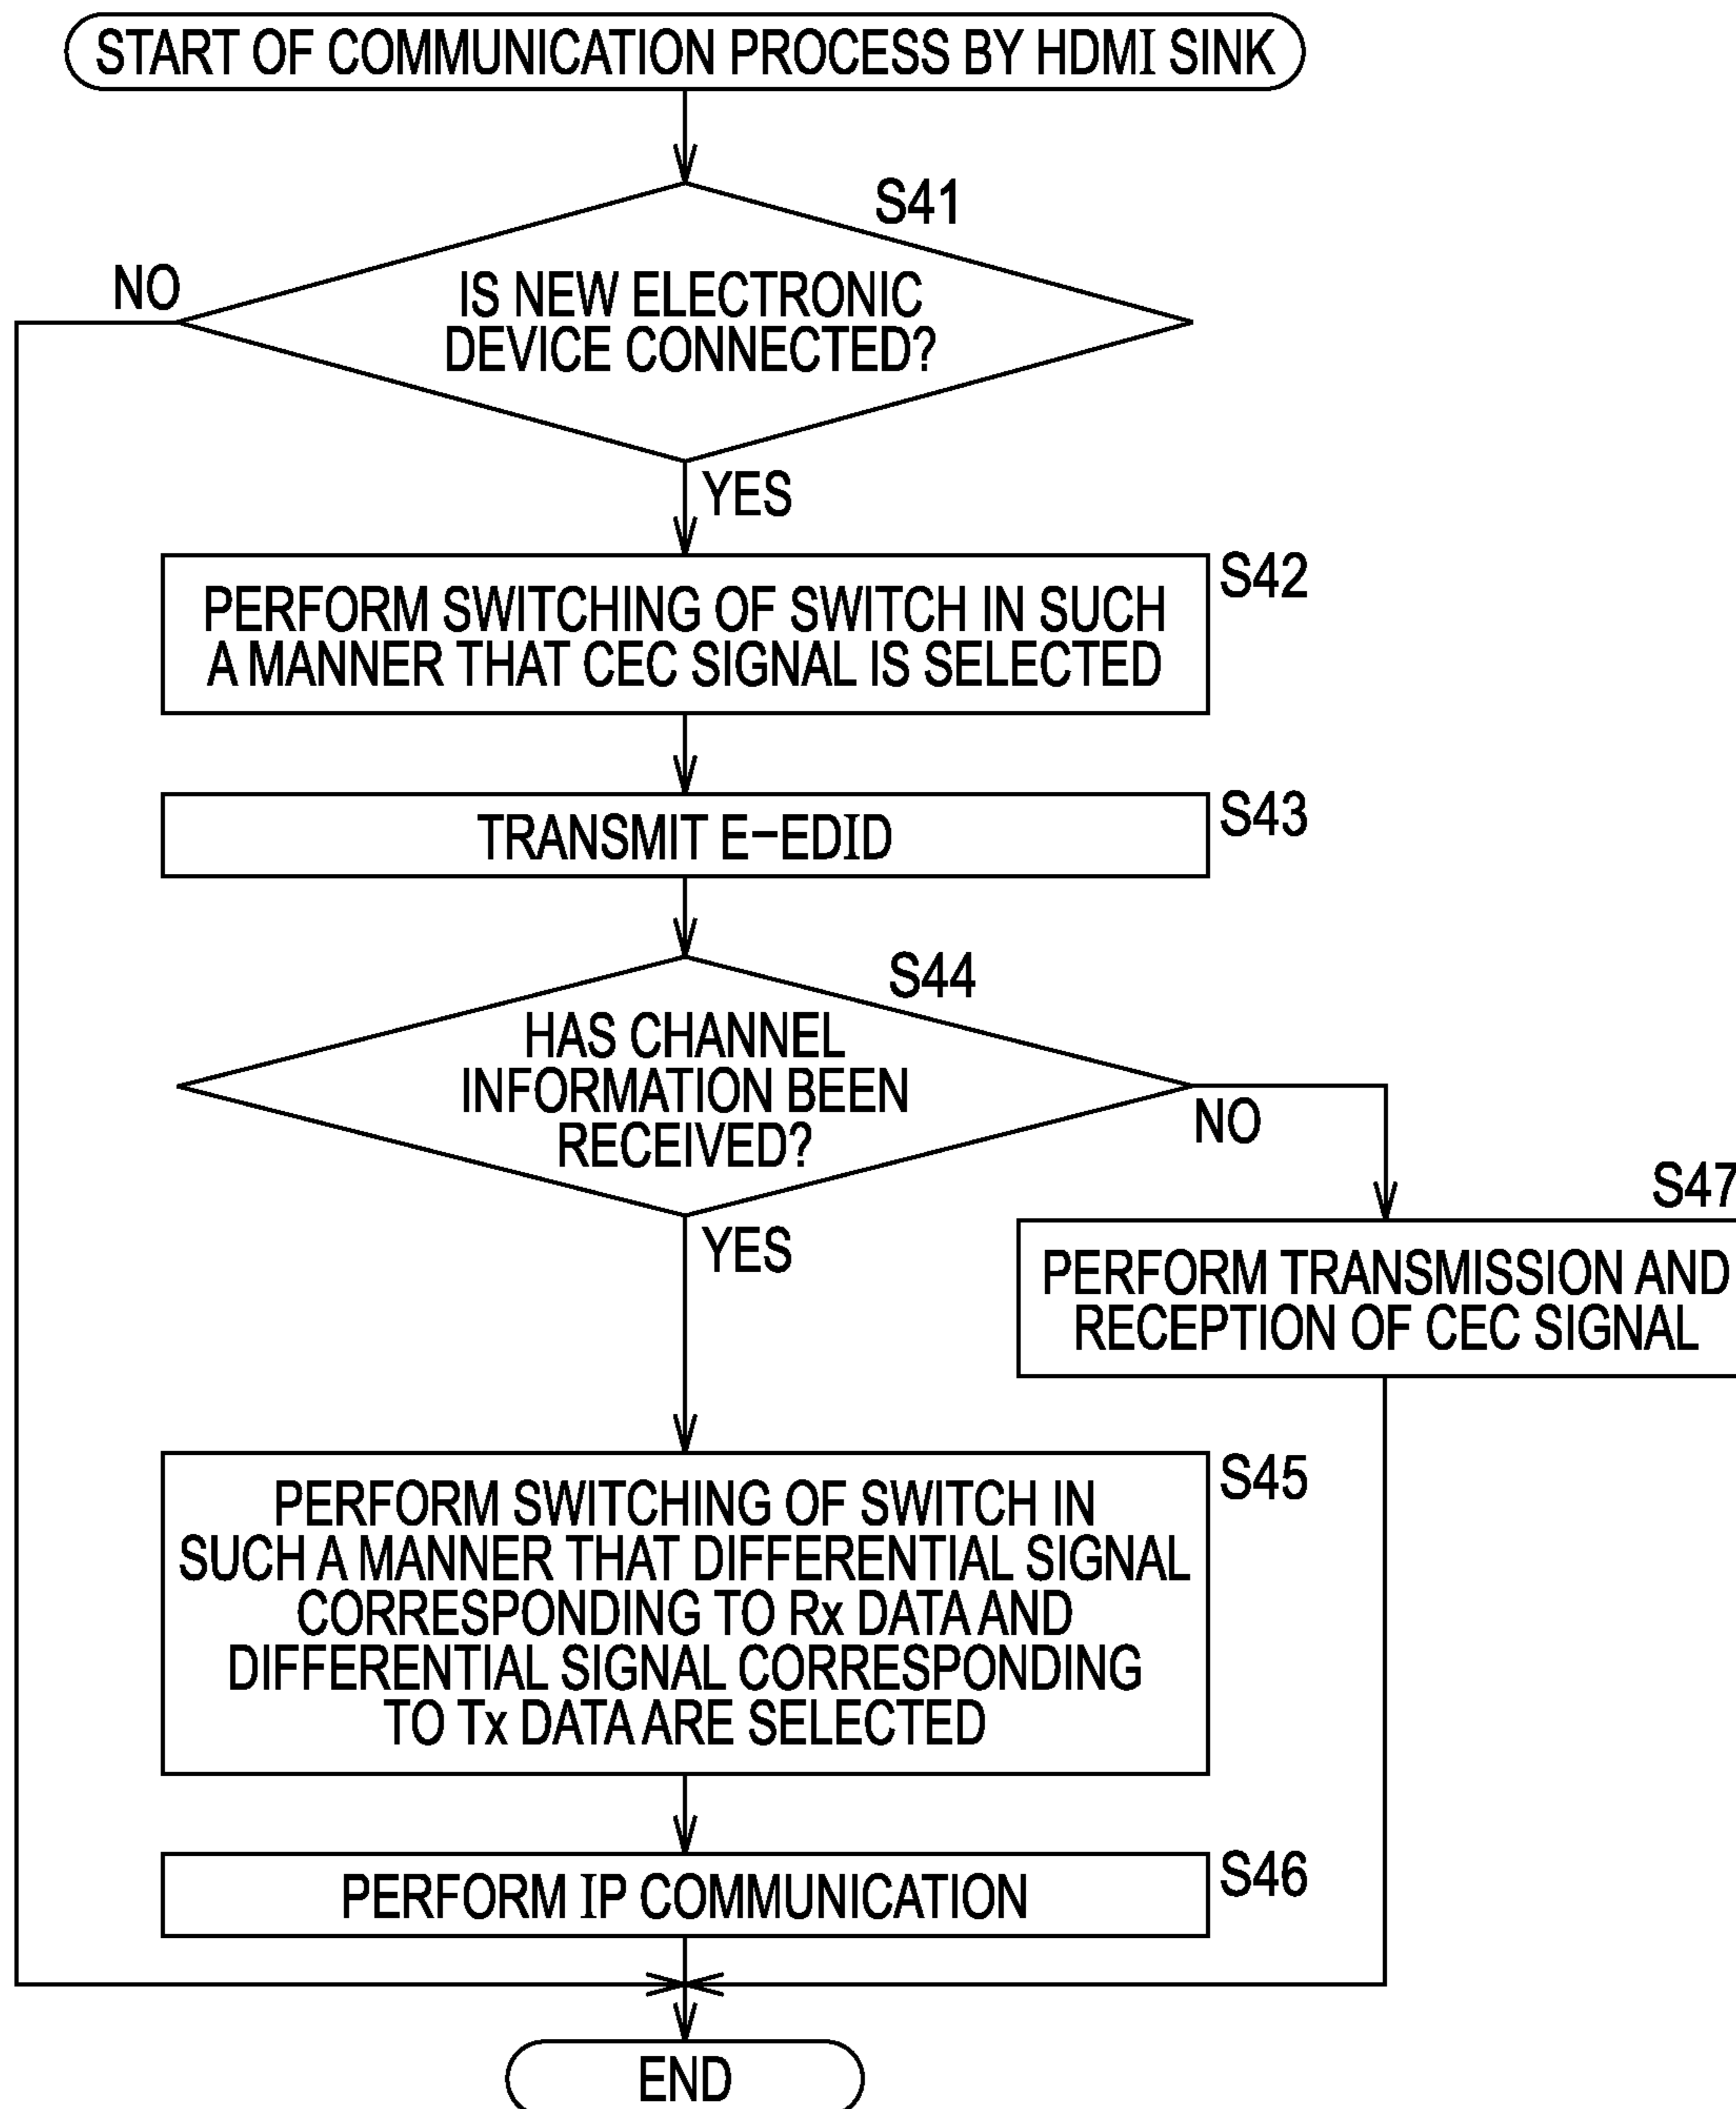 START OF COMMUNICATION PROCESS BY HDMI SINK
S41
NO
IS NEW ELECTRONIC
DEVICE CONNECTED?
YES
S42
PERFORM SWITCHING OF SWITCH IN SUCH
A MANNER THAT CEC SIGNAL IS SELECTED
S43
TRANSMIT E-EDID
S44
HAS CHANNEL
INFORMATION BEEN
RECEIVED?
NO
YES
S47
PERFORM TRANSMISSION AND
RECEPTION OF CEC SIGNAL
S45
PERFORM SWITCHING OF SWITCH IN
SUCH A MANNER THAT DIFFERENTIAL SIGNAL
CORRESPONDING TO Rx DATA AND
DIFFERENTIAL SIGNAL CORRESPONDING
TO Tx DATA ARE SELECTED
S46
PERFORM IP COMMUNICATION
END